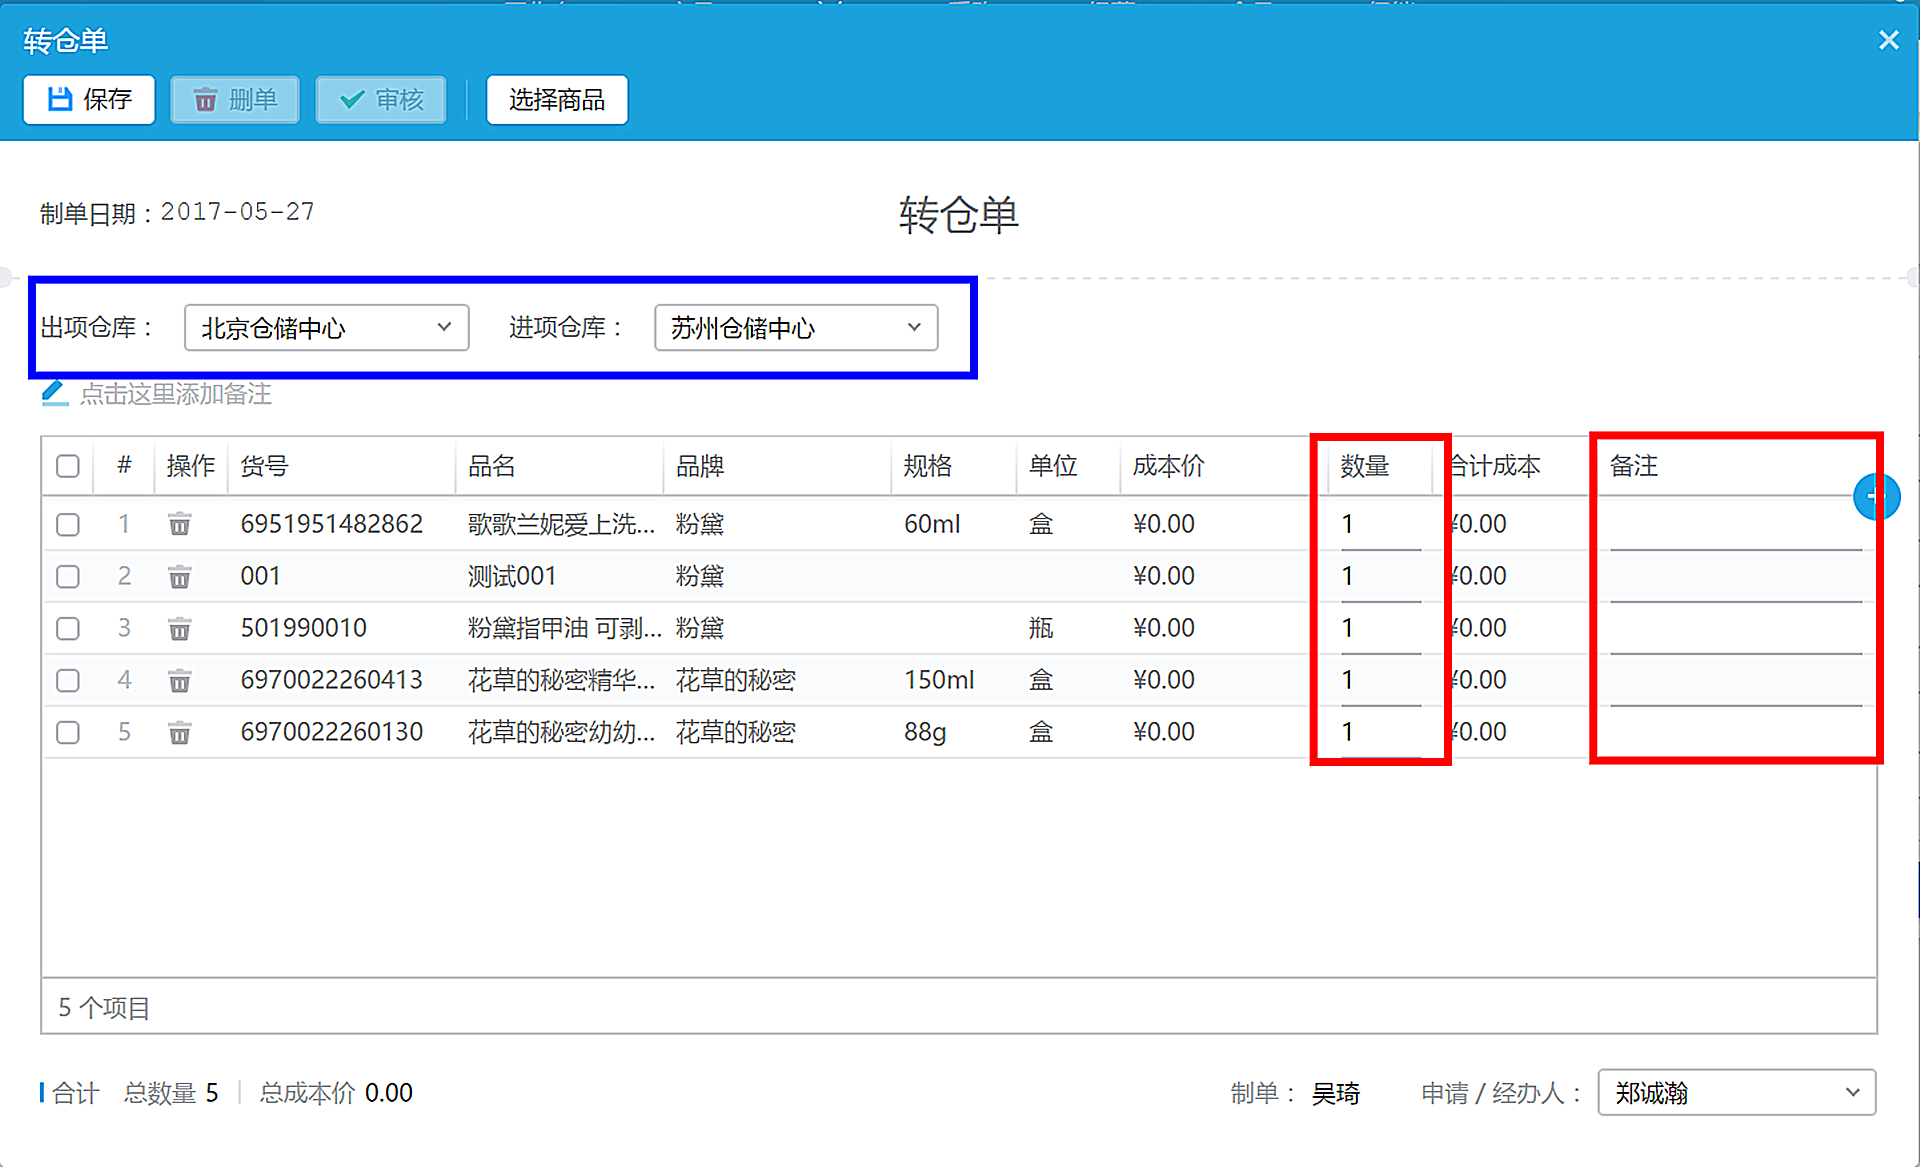 转仓单
保存 删单 审核 选择商品
制单日期：2017-05-27
转仓单
出项仓库： 北京仓储中心 进项仓库： 苏州仓储中心
点击这里添加备注
# 操作 货号 品名 品牌 规格 单位 成本价 数量 合计成本 备注
1 6951951482862 歌歌兰妮爱上洗... 粉黛 60ml 盒 ¥0.00 1 ¥0.00
2 001 测试001 粉黛 ¥0.00 1 ¥0.00
3 501990010 粉黛指甲油 可剥... 粉黛 瓶 ¥0.00 1 ¥0.00
4 6970022260413 花草的秘密精华... 花草的秘密 150ml 盒 ¥0.00 1 ¥0.00
5 6970022260130 花草的秘密幼幼... 花草的秘密 88g 盒 ¥0.00 1 ¥0.00
5 个项目
合计 总数量 5 总成本价 0.00 制单： 吴琦 申请 / 经办人： 郑诚瀚